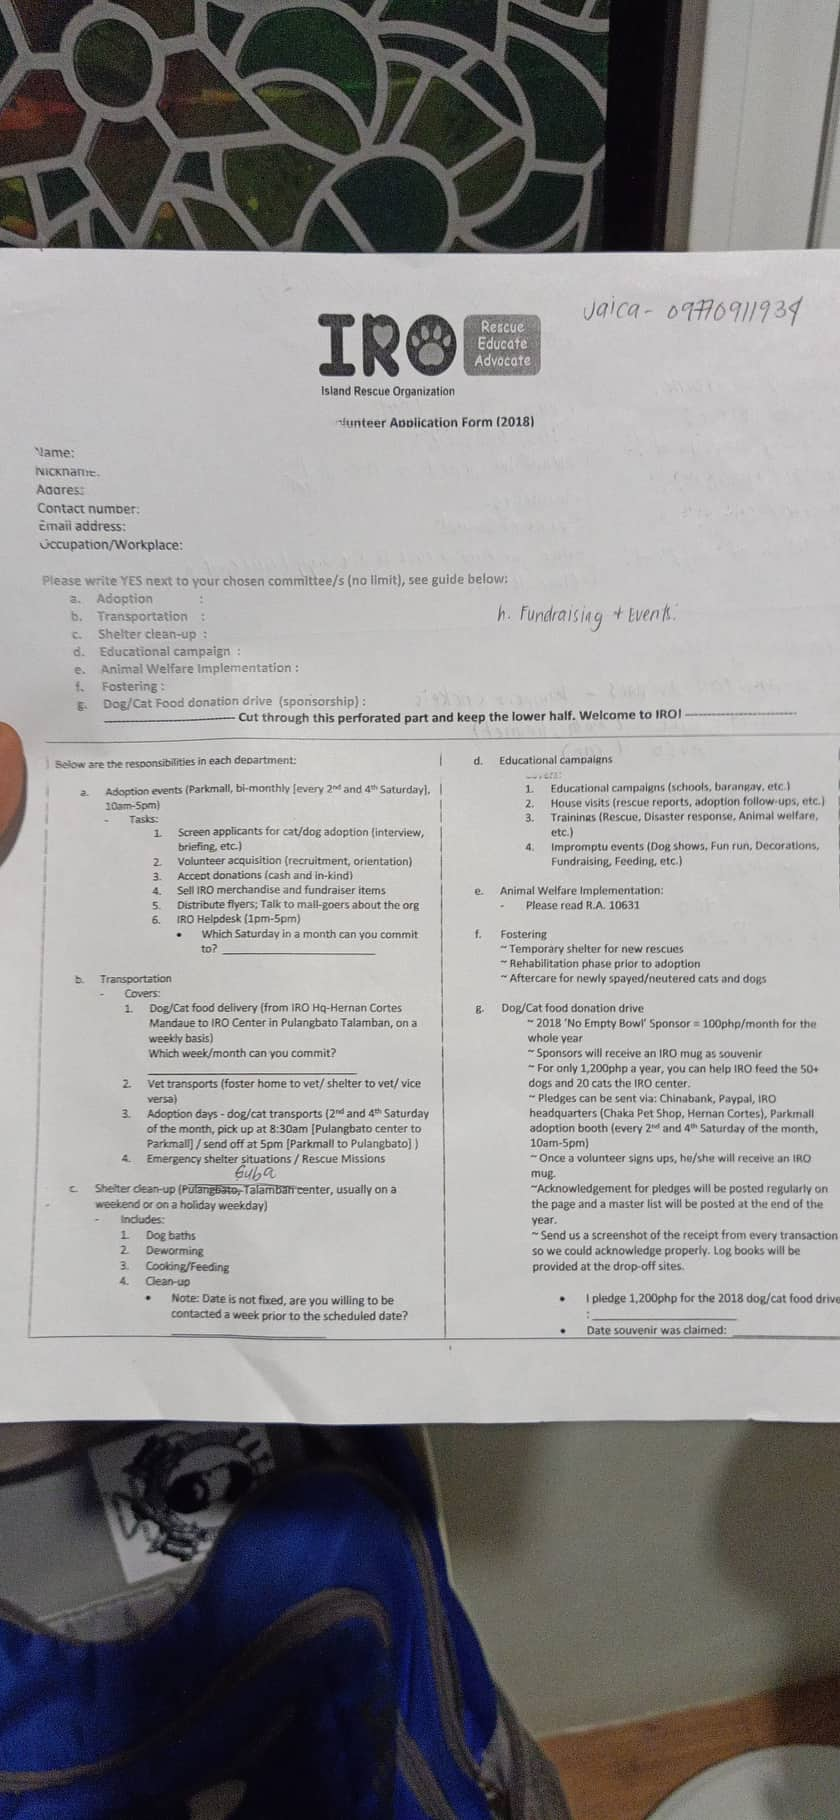 Jaica - 09770911934
IRO
Rescue
Educate
Advocate
Island Rescue Organization
Volunteer Application Form (2018)
Name:
Nickname:
Address:
Contact number:
Email address:
Occupation/Workplace:
Please write YES next to your chosen committee/s (no limit), see guide below:
a. Adoption :
b. Transportation :
c. Shelter clean-up :
d. Educational campaign :
e. Animal Welfare Implementation :
f. Fostering :
g. Dog/Cat Food donation drive (sponsorship) :
h. Fundraising + Events.
Cut through this perforated part and keep the lower half. Welcome to IRO!
Below are the responsibilities in each department:
a. Adoption events (Parkmall, bi-monthly [every 2nd and 4th Saturday],
10am-5pm)
- Tasks:
1. Screen applicants for cat/dog adoption (interview,
briefing, etc.)
2. Volunteer acquisition (recruitment, orientation)
3. Accept donations (cash and in-kind)
4. Sell IRO merchandise and fundraiser items
5. Distribute flyers; Talk to mall-goers about the org
6. IRO Helpdesk (1pm-5pm)
• Which Saturday in a month can you commit
to?
b. Transportation
- Covers:
1. Dog/Cat food delivery (from IRO Hq-Hernan Cortes
Mandaue to IRO Center in Pulangbato Talamban, on a
weekly basis)
Which week/month can you commit?
2. Vet transports (foster home to vet/ shelter to vet/ vice
versa)
3. Adoption days - dog/cat transports (2nd and 4th Saturday
of the month, pick up at 8:30am [Pulangbato center to
Parkmall] / send off at 5pm [Parkmall to Pulangbato] )
4. Emergency shelter situations / Rescue Missions
Guba
c. Shelter clean-up (Pulangbato, Talamban center, usually on a
weekend or on a holiday weekday)
- Includes:
1. Dog baths
2. Deworming
3. Cooking/Feeding
4. Clean-up
• Note: Date is not fixed, are you willing to be
contacted a week prior to the scheduled date?
d. Educational campaigns
1. Educational campaigns (schools, barangay, etc.)
2. House visits (rescue reports, adoption follow-ups, etc.)
3. Trainings (Rescue, Disaster response, Animal welfare,
etc.)
4. Impromptu events (Dog shows, Fun run, Decorations,
Fundraising, Feeding, etc.)
e. Animal Welfare Implementation:
- Please read R.A. 10631
f. Fostering
~ Temporary shelter for new rescues
~ Rehabilitation phase prior to adoption
~ Aftercare for newly spayed/neutered cats and dogs
g. Dog/Cat food donation drive
~ 2018 'No Empty Bowl' Sponsor = 100php/month for the
whole year
~ Sponsors will receive an IRO mug as souvenir
~ For only 1,200php a year, you can help IRO feed the 50+
dogs and 20 cats the IRO center.
~ Pledges can be sent via: Chinabank, Paypal, IRO
headquarters (Chaka Pet Shop, Hernan Cortes), Parkmall
adoption booth (every 2nd and 4th Saturday of the month,
10am-5pm)
~ Once a volunteer signs ups, he/she will receive an IRO
mug.
~Acknowledgement for pledges will be posted regularly on
the page and a master list will be posted at the end of the
year.
~ Send us a screenshot of the receipt from every transaction
so we could acknowledge properly. Log books will be
provided at the drop-off sites.
• I pledge 1,200php for the 2018 dog/cat food drive
:
• Date souvenir was claimed: